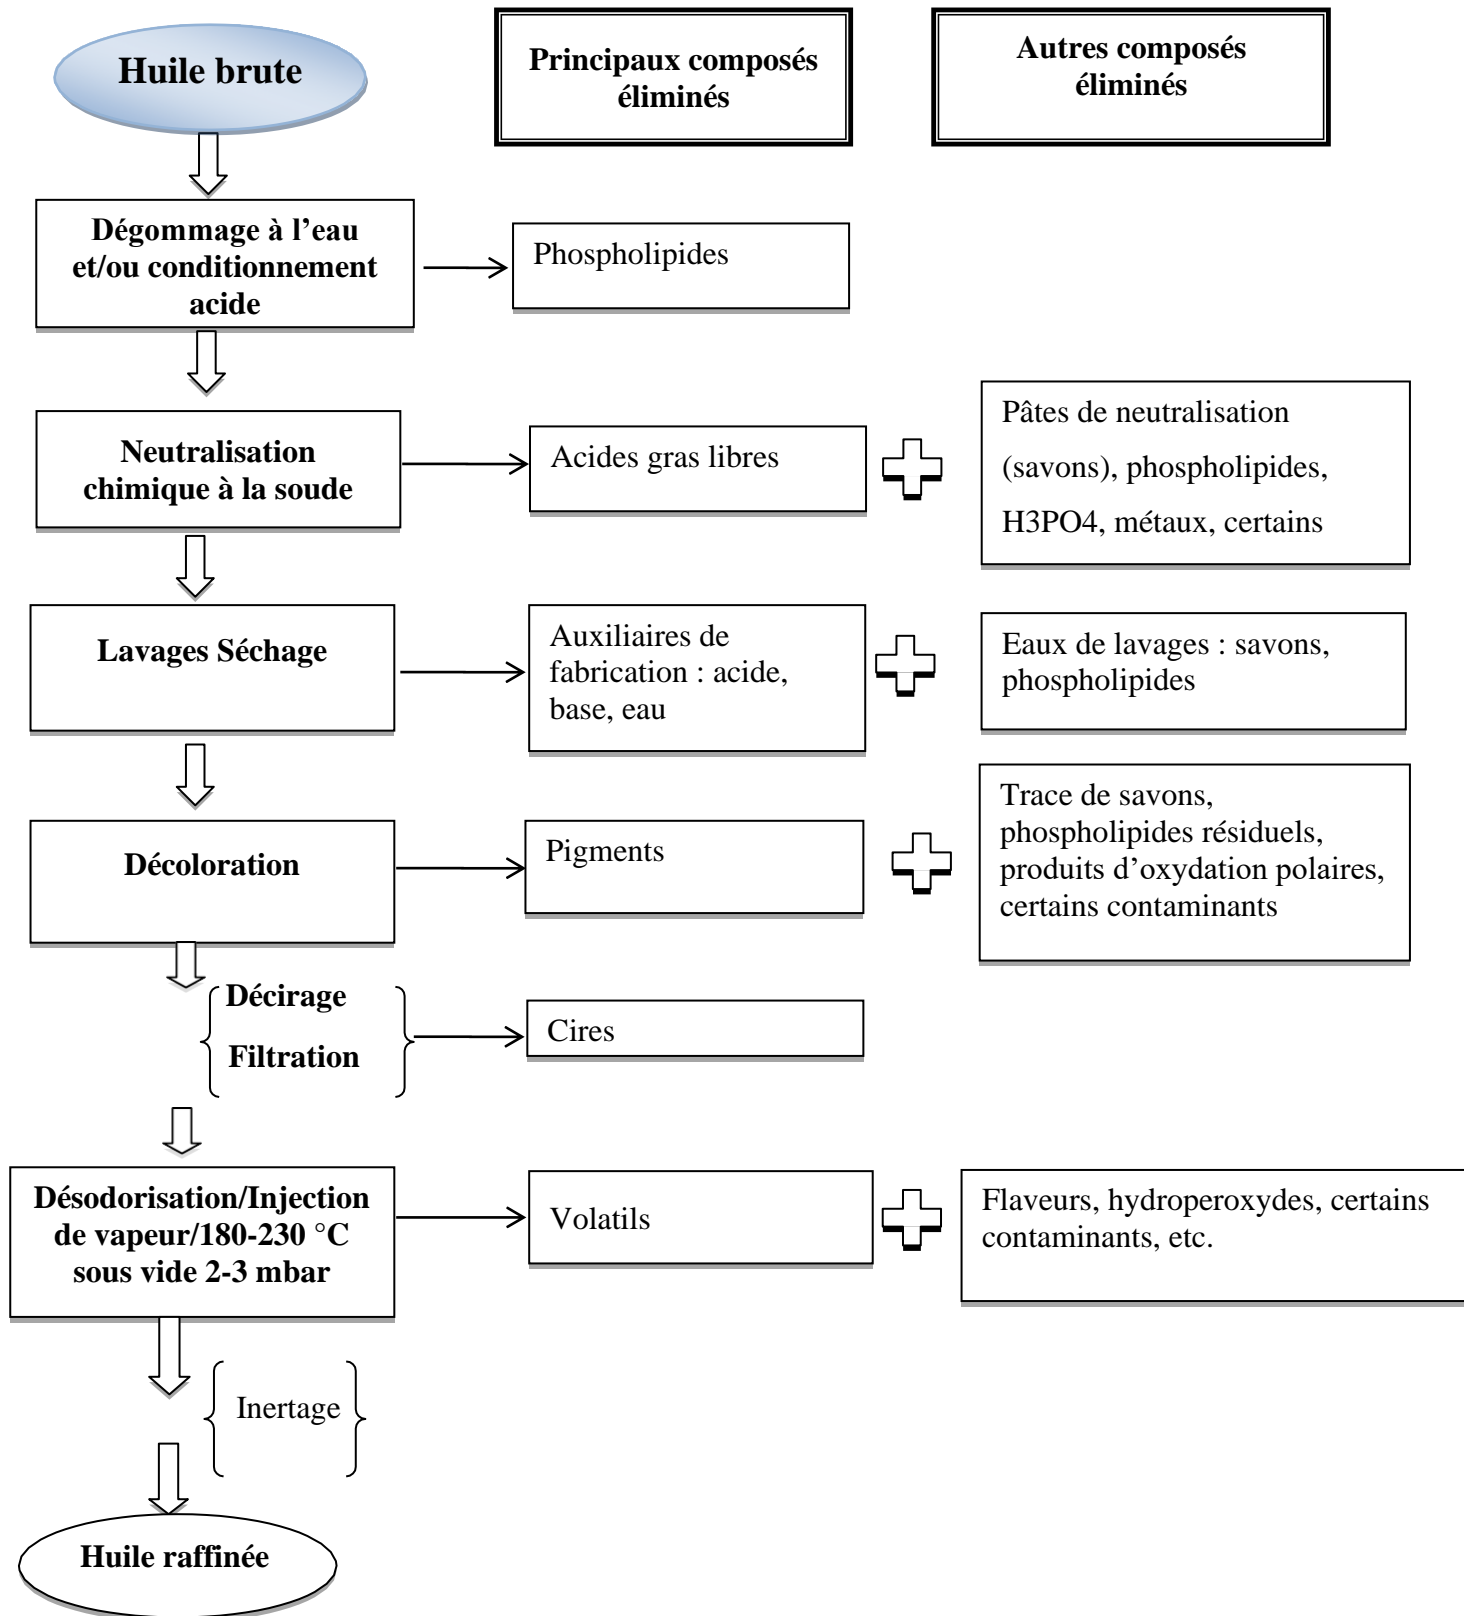 Huile brute
Principaux composés
éliminés
Autres composés
éliminés
Dégommage à l’eau
et/ou conditionnement
acide
Phospholipides
Neutralisation
chimique à la soude
Acides gras libres
Pâtes de neutralisation
(savons), phospholipides,
H3PO4, métaux, certains
Lavages Séchage
Auxiliaires de
fabrication : acide,
base, eau
Eaux de lavages : savons,
phospholipides
Décoloration
Pigments
Trace de savons,
phospholipides résiduels,
produits d’oxydation polaires,
certains contaminants
Décirage
Filtration
Cires
Désodorisation/Injection
de vapeur/180-230 °C
sous vide 2-3 mbar
Volatils
Flaveurs, hydroperoxydes, certains
contaminants, etc.
Inertage
Huile raffinée